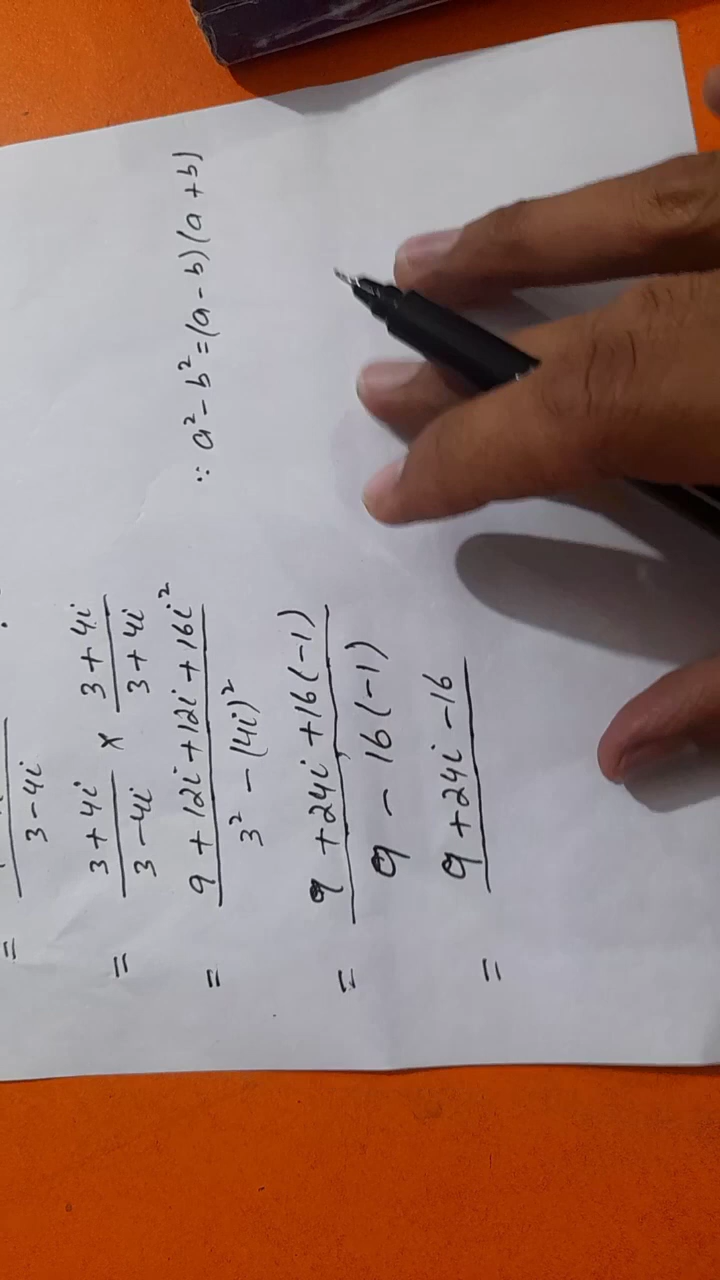 = ─── / 3-4i
= (3+4i)/(3-4i) × (3+4i)/(3+4i)
= (9+12i+12i+16i²)/(3²-(4i)²) ∵ a²-b²=(a-b)(a+b)
= (9+24i+16(-1))/(9-16(-1))
= 9+24i-16